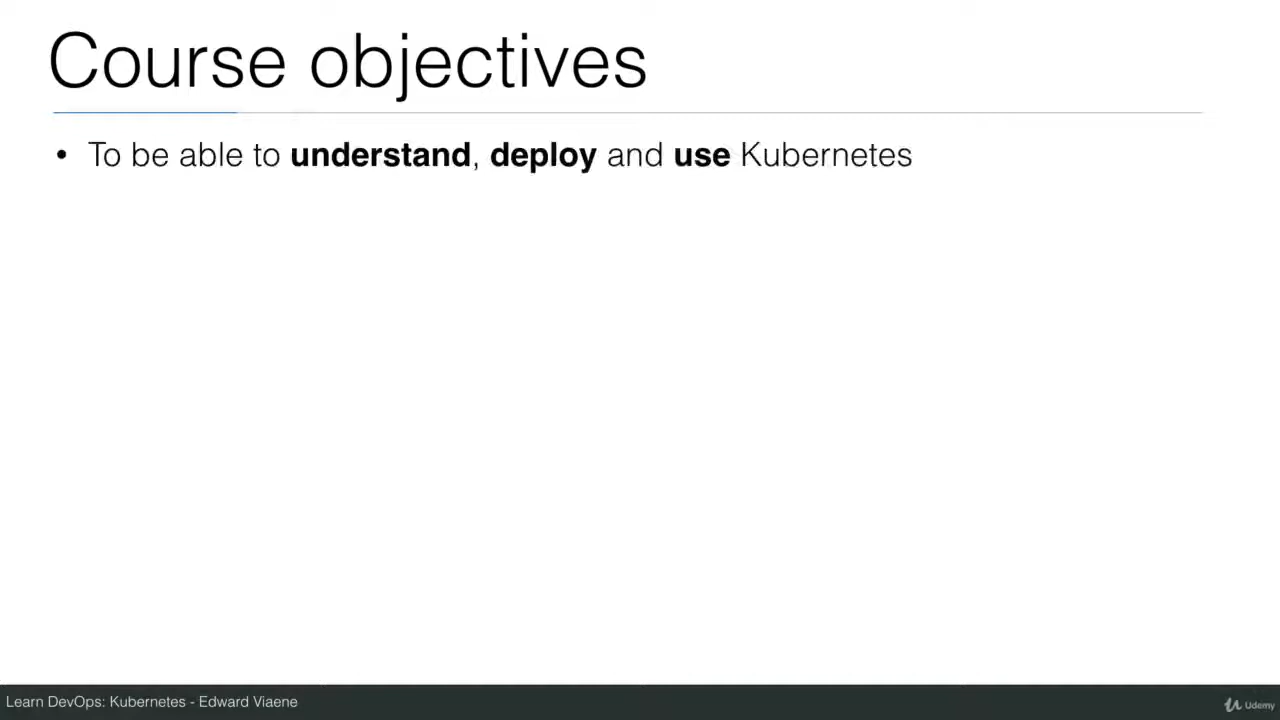 Course objectives
• To be able to understand, deploy and use Kubernetes
Learn DevOps: Kubernetes - Edward Viaene
Udemy